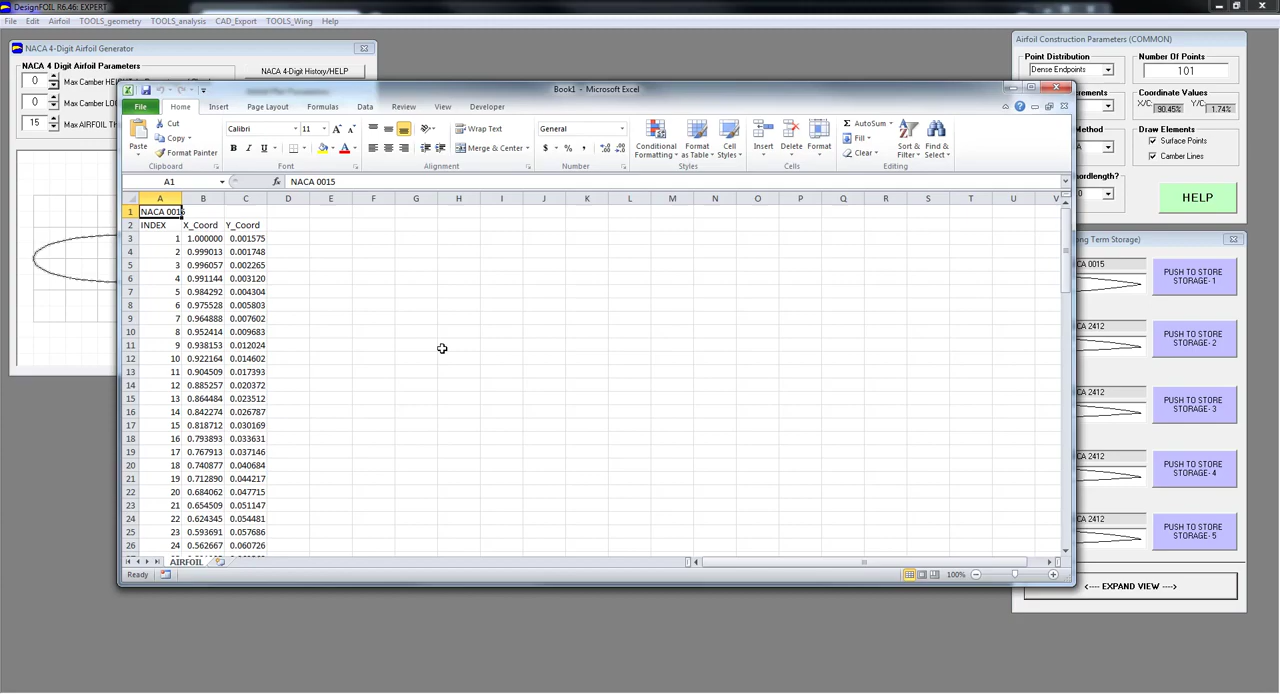 DesignFOIL R6.46: EXPERT
File Edit Airfoil TOOLS_geometry TOOLS_analysis CAD_Export TOOLS_Wing Help
NACA 4-Digit Airfoil Generator
NACA 4 Digit Airfoil Parameters
0 Max Camber
0 Max Camber
15 Max AIRFOIL
NACA 4-Digit History/HELP
Airfoil Construction Parameters (COMMON)
Point Distribution
Dense Endpoints
Number Of Points
101
Coordinate Values
X/C: 90.45% Y/C: 1.74%
Draw Elements
Surface Points
Camber Lines
HELP
Term Storage)
ACA 0015
PUSH TO STORE
STORAGE- 1
ACA 2412
PUSH TO STORE
STORAGE- 2
ACA 2412
PUSH TO STORE
STORAGE- 3
ACA 2412
PUSH TO STORE
STORAGE- 4
ACA 2412
PUSH TO STORE
STORAGE- 5
<---- EXPAND VIEW ---->
Book1 - Microsoft Excel
File Home Insert Page Layout Formulas Data Review View Developer
Paste Cut
Copy
Format Painter
Clipboard
Calibri 11
B I U
Font
Wrap Text
Merge & Center
Alignment
General
$ % ,
Number
Conditional Formatting
Format as Table
Cell Styles
Styles
Insert Delete Format
Cells
AutoSum
Fill
Clear
Sort & Filter
Find & Select
Editing
A1 fx NACA 0015
A B C D E F G H I J K L M N O P Q R S T U V
1 NACA 0015
2 INDEX X_Coord Y_Coord
3 1 1.000000 0.001575
4 2 0.999013 0.001748
5 3 0.996057 0.002265
6 4 0.991144 0.003120
7 5 0.984292 0.004304
8 6 0.975528 0.005803
9 7 0.964888 0.007602
10 8 0.952414 0.009683
11 9 0.938153 0.012024
12 10 0.922164 0.014602
13 11 0.904509 0.017393
14 12 0.885257 0.020372
15 13 0.864484 0.023512
16 14 0.842274 0.026787
17 15 0.818712 0.030169
18 16 0.793893 0.033631
19 17 0.767913 0.037146
20 18 0.740877 0.040684
21 19 0.712890 0.044217
22 20 0.684062 0.047715
23 21 0.654509 0.051147
24 22 0.624345 0.054481
25 23 0.593691 0.057686
26 24 0.562667 0.060726
AIRFOIL
Ready
100%